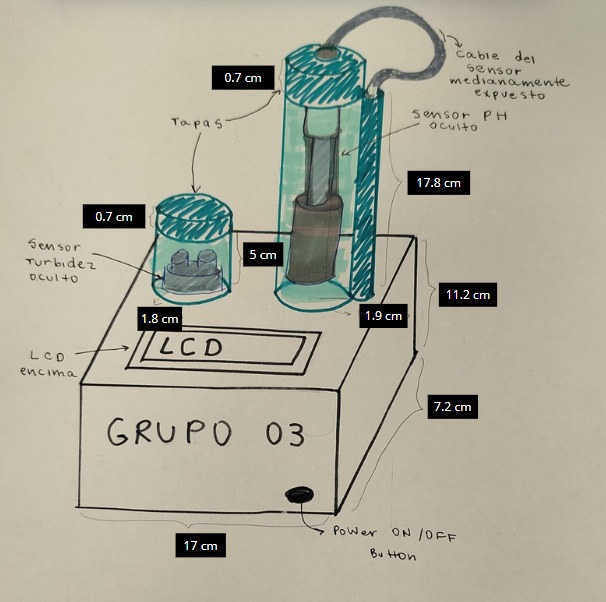 Cable del
sensor
medianamente
expuesto
0.7 cm
Tapas
sensor PH
oculto
17.8 cm
0.7 cm
Sensor
Turbidez
oculto
5 cm
1.8 cm
1.9 cm
11.2 cm
LCD
LCD
encima
7.2 cm
GRUPO 03
Power ON/OFF
Button
17 cm